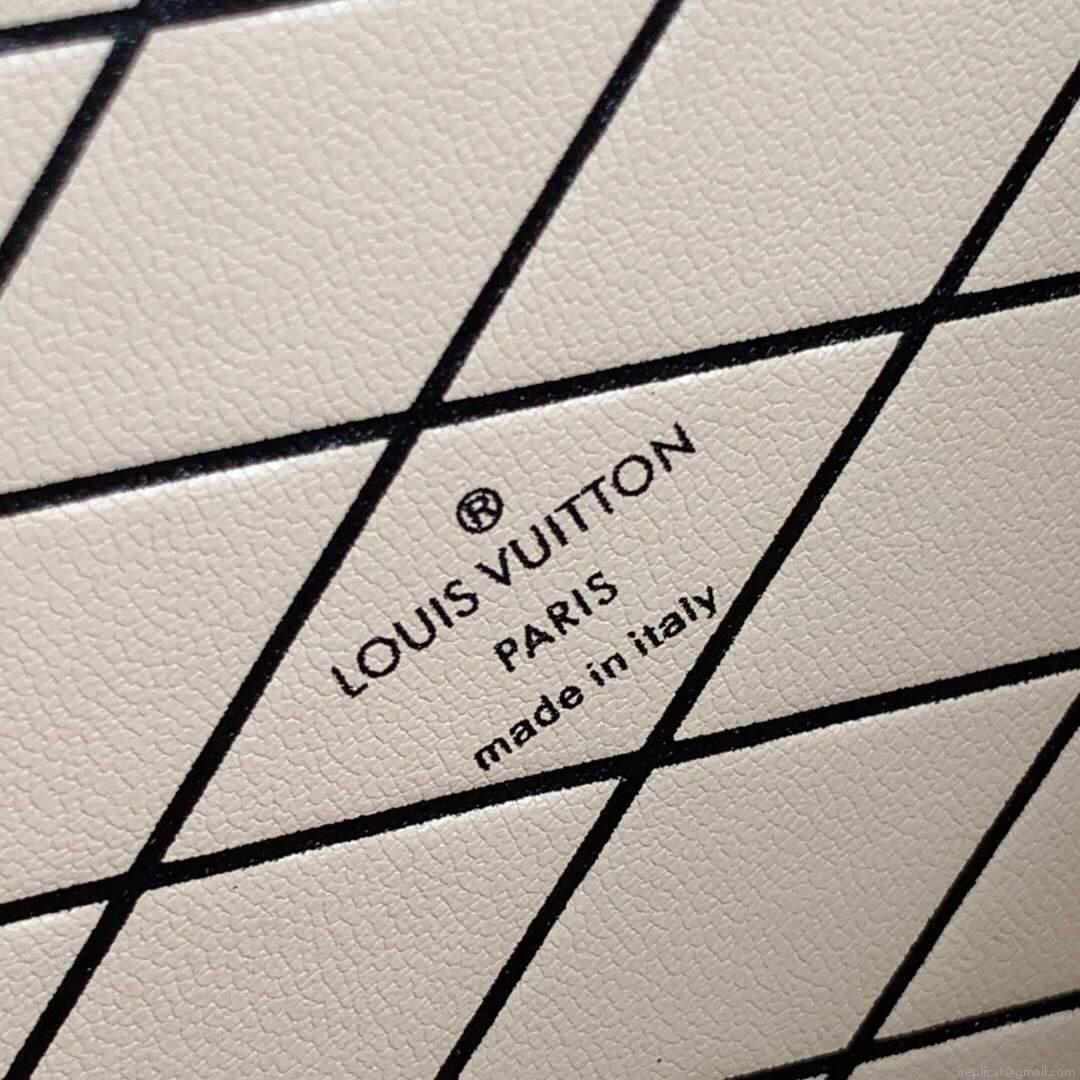 ®
LOUIS VUITTON
PARIS
made in italy
ireplicat@gmail.com